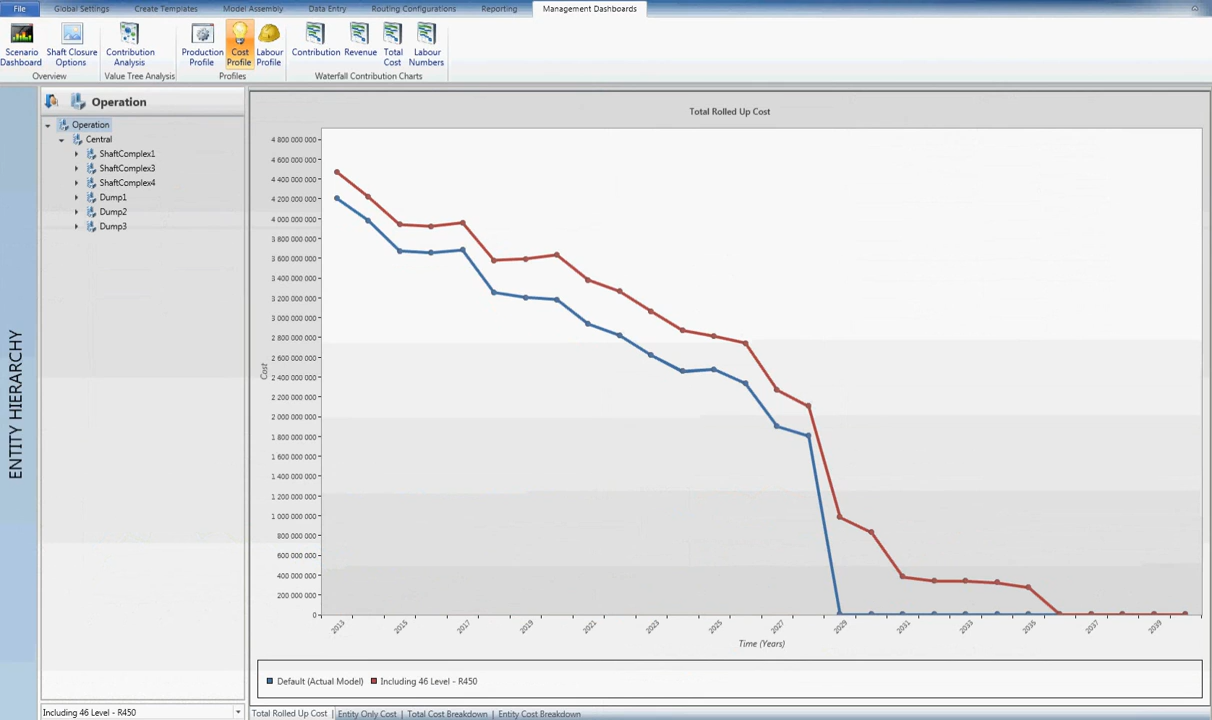 File Global Settings Create Templates Model Assembly Data Entry Routing Configurations Reporting Management Dashboards
Scenario Dashboard
Shaft Closure Options
Contribution Analysis
Production Profile
Cost Profile
Labour Profile
Contribution
Revenue
Total Cost
Labour Numbers
Overview Value Tree Analysis Profiles Waterfall Contribution Charts
ENTITY HIERARCHY
Operation
Operation
Central
ShaftComplex1
ShaftComplex3
ShaftComplex4
Dump1
Dump2
Dump3
Including 46 Level - R450
Total Rolled Up Cost
4 800 000 000
4 600 000 000
4 400 000 000
4 200 000 000
4 000 000 000
3 800 000 000
3 600 000 000
3 400 000 000
3 200 000 000
3 000 000 000
2 800 000 000
2 600 000 000
2 400 000 000
2 200 000 000
2 000 000 000
1 800 000 000
1 600 000 000
1 400 000 000
1 200 000 000
1 000 000 000
800 000 000
600 000 000
400 000 000
200 000 000
0
Cost
2013 2015 2017 2019 2021 2023 2025 2027 2029 2031 2033 2035 2037 2039
Time (Years)
Default (Actual Model) Including 46 Level - R450
Total Rolled Up Cost Entity Only Cost Total Cost Breakdown Entity Cost Breakdown